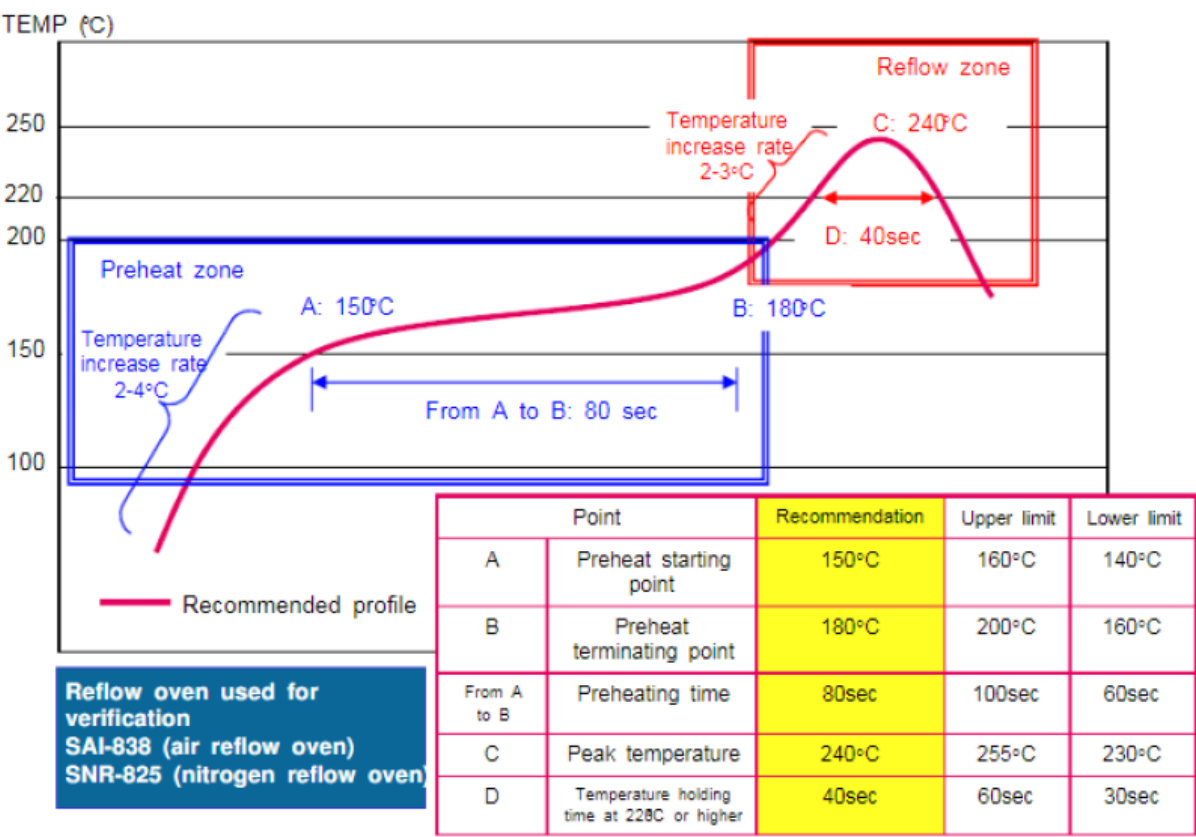 TEMP (°C)
Reflow zone
250
Temperature
increase rate
2-3°C
C: 240°C
220
200
D: 40sec
Preheat zone
A: 150°C
B: 180°C
Temperature
increase rate
2-4°C
150
From A to B: 80 sec
100
Recommended profile
Point Recommendation Upper limit Lower limit
A Preheat starting point 150°C 160°C 140°C
B Preheat terminating point 180°C 200°C 160°C
From A to B Preheating time 80sec 100sec 60sec
C Peak temperature 240°C 255°C 230°C
D Temperature holding time at or higher 40sec 60sec 30sec
Reflow oven used for
verification
SAI-838 (air reflow oven)
SNR-825 (nitrogen reflow oven)